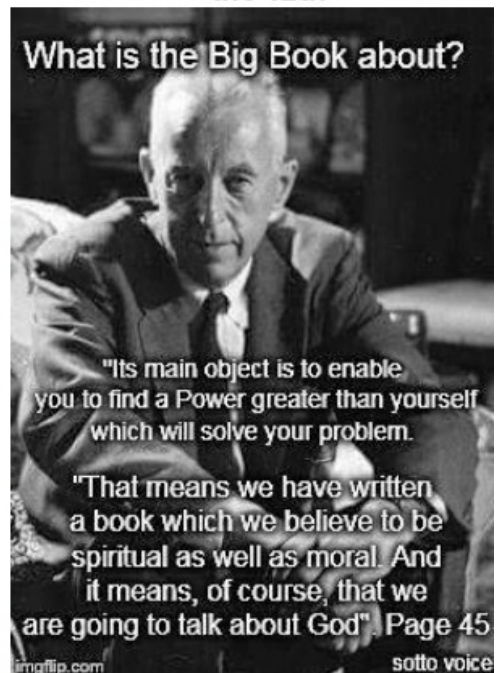 What is the Big Book about?
"Its main object is to enable
you to find a Power greater than yourself
which will solve your problem.
"That means we have written
a book which we believe to be
spiritual as well as moral. And
it means, of course, that we
are going to talk about God". Page 45
sotto voice
imgflip.com